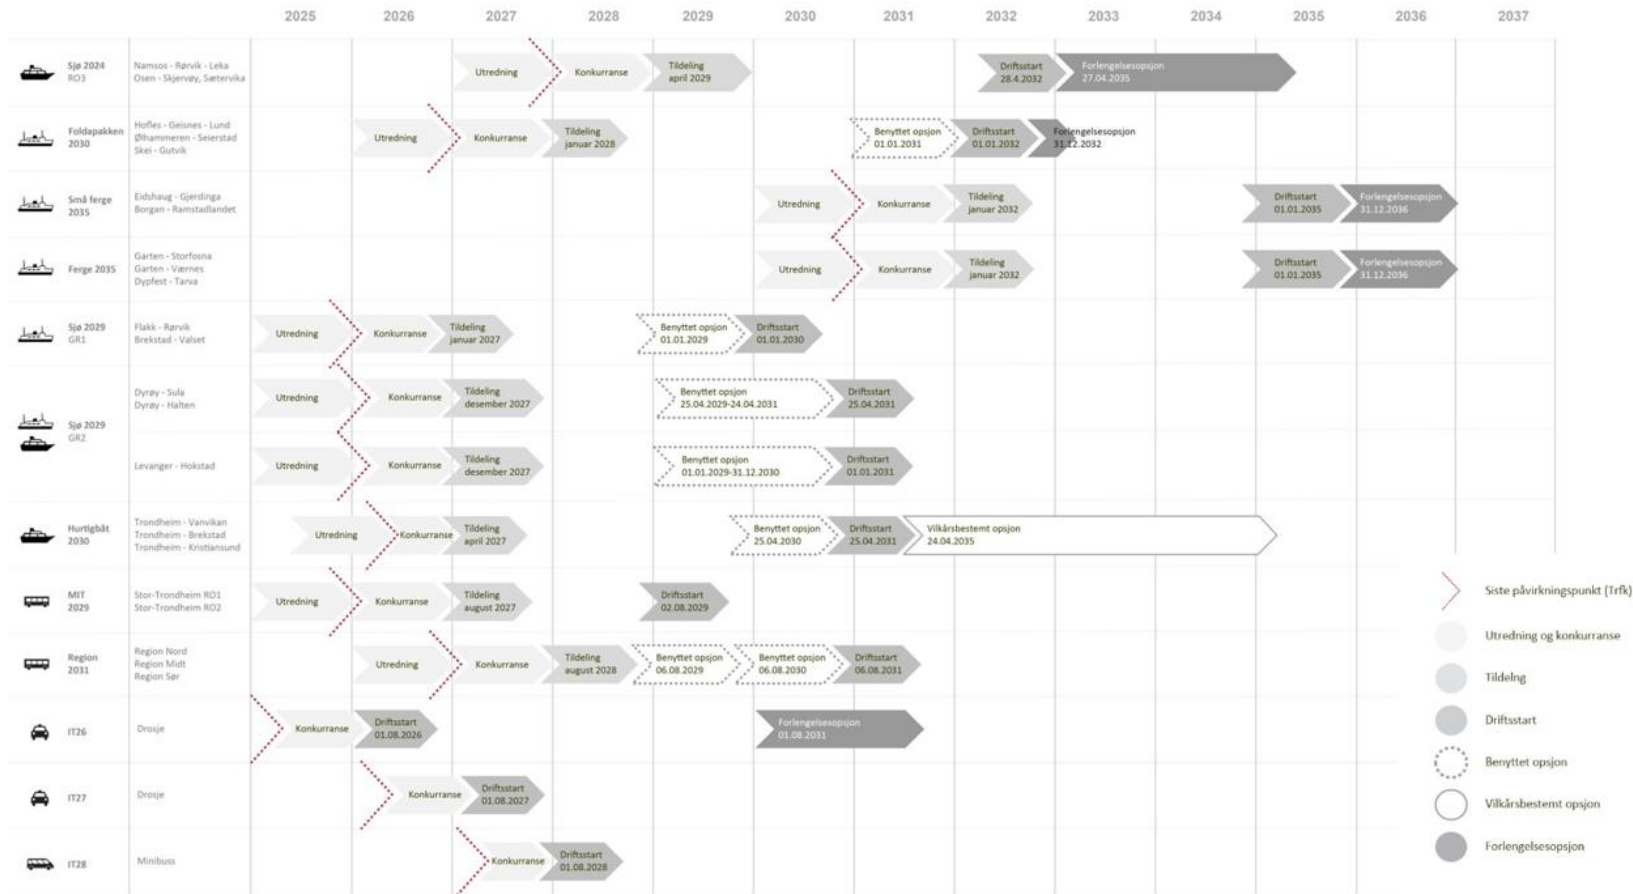 2025 2026 2027 2028 2029 2030 2031 2032 2033 2034 2035 2036 2037
Sjø 2024
RO3
Namsos - Rørvik - Leka
Osen - Skjervøy, Sætervika
Utredning
Konkurranse
Tildeling
april 2029
Driftsstart
28.4.2032
Forlengelsesopsjon
27.04.2035
Foldapakken
2030
Hofles - Geisnes - Lund
Ølhammeren - Seierstad
Skei - Gutvik
Utredning
Konkurranse
Tildeling
januar 2028
Benyttet opsjon
01.01.2031
Driftsstart
01.01.2032
Forlengelsesopsjon
31.12.2032
Små ferge
2035
Eidshaug - Gjerdinga
Borgan - Ramstadlandet
Utredning
Konkurranse
Tildeling
januar 2032
Driftsstart
01.01.2035
Forlengelsesopsjon
31.12.2036
Ferge 2035
Garten - Storfosna
Garten - Værnes
Dypfest - Tarva
Utredning
Konkurranse
Tildeling
januar 2032
Driftsstart
01.01.2035
Forlengelsesopsjon
31.12.2036
Sjø 2029
GR1
Flakk - Rørvik
Brekstad - Valset
Utredning
Konkurranse
Tildeling
januar 2027
Benyttet opsjon
01.01.2029
Driftsstart
01.01.2030
Sjø 2029
GR2
Dyrøy - Sula
Dyrøy - Halten
Utredning
Konkurranse
Tildeling
desember 2027
Benyttet opsjon
25.04.2029-24.04.2031
Driftsstart
25.04.2031
Levanger - Hokstad
Utredning
Konkurranse
Tildeling
desember 2027
Benyttet opsjon
01.01.2029-31.12.2030
Driftsstart
01.01.2031
Hurtigbåt
2030
Trondheim - Vanvikan
Trondheim - Brekstad
Trondheim - Kristiansund
Utredning
Konkurranse
Tildeling
april 2027
Benyttet opsjon
25.04.2030
Driftsstart
25.04.2031
Vilkårsbestemt opsjon
24.04.2035
MIT
2029
Stor-Trondheim RO1
Stor-Trondheim RO2
Utredning
Konkurranse
Tildeling
august 2027
Driftsstart
02.08.2029
Region
2031
Region Nord
Region Midt
Region Sør
Utredning
Konkurranse
Tildeling
august 2028
Benyttet opsjon
06.08.2029
Benyttet opsjon
06.08.2030
Driftsstart
06.08.2031
IT26
Drosje
Konkurranse
Driftsstart
01.08.2026
Forlengelsesopsjon
01.08.2031
IT27
Drosje
Konkurranse
Driftsstart
01.08.2027
IT28
Minibuss
Konkurranse
Driftsstart
01.08.2028
Siste påvirkningspunkt (Trfk)
Utredning og konkurranse
Tildelng
Driftsstart
Benyttet opsjon
Vilkårsbestemt opsjon
Forlengelsesopsjon